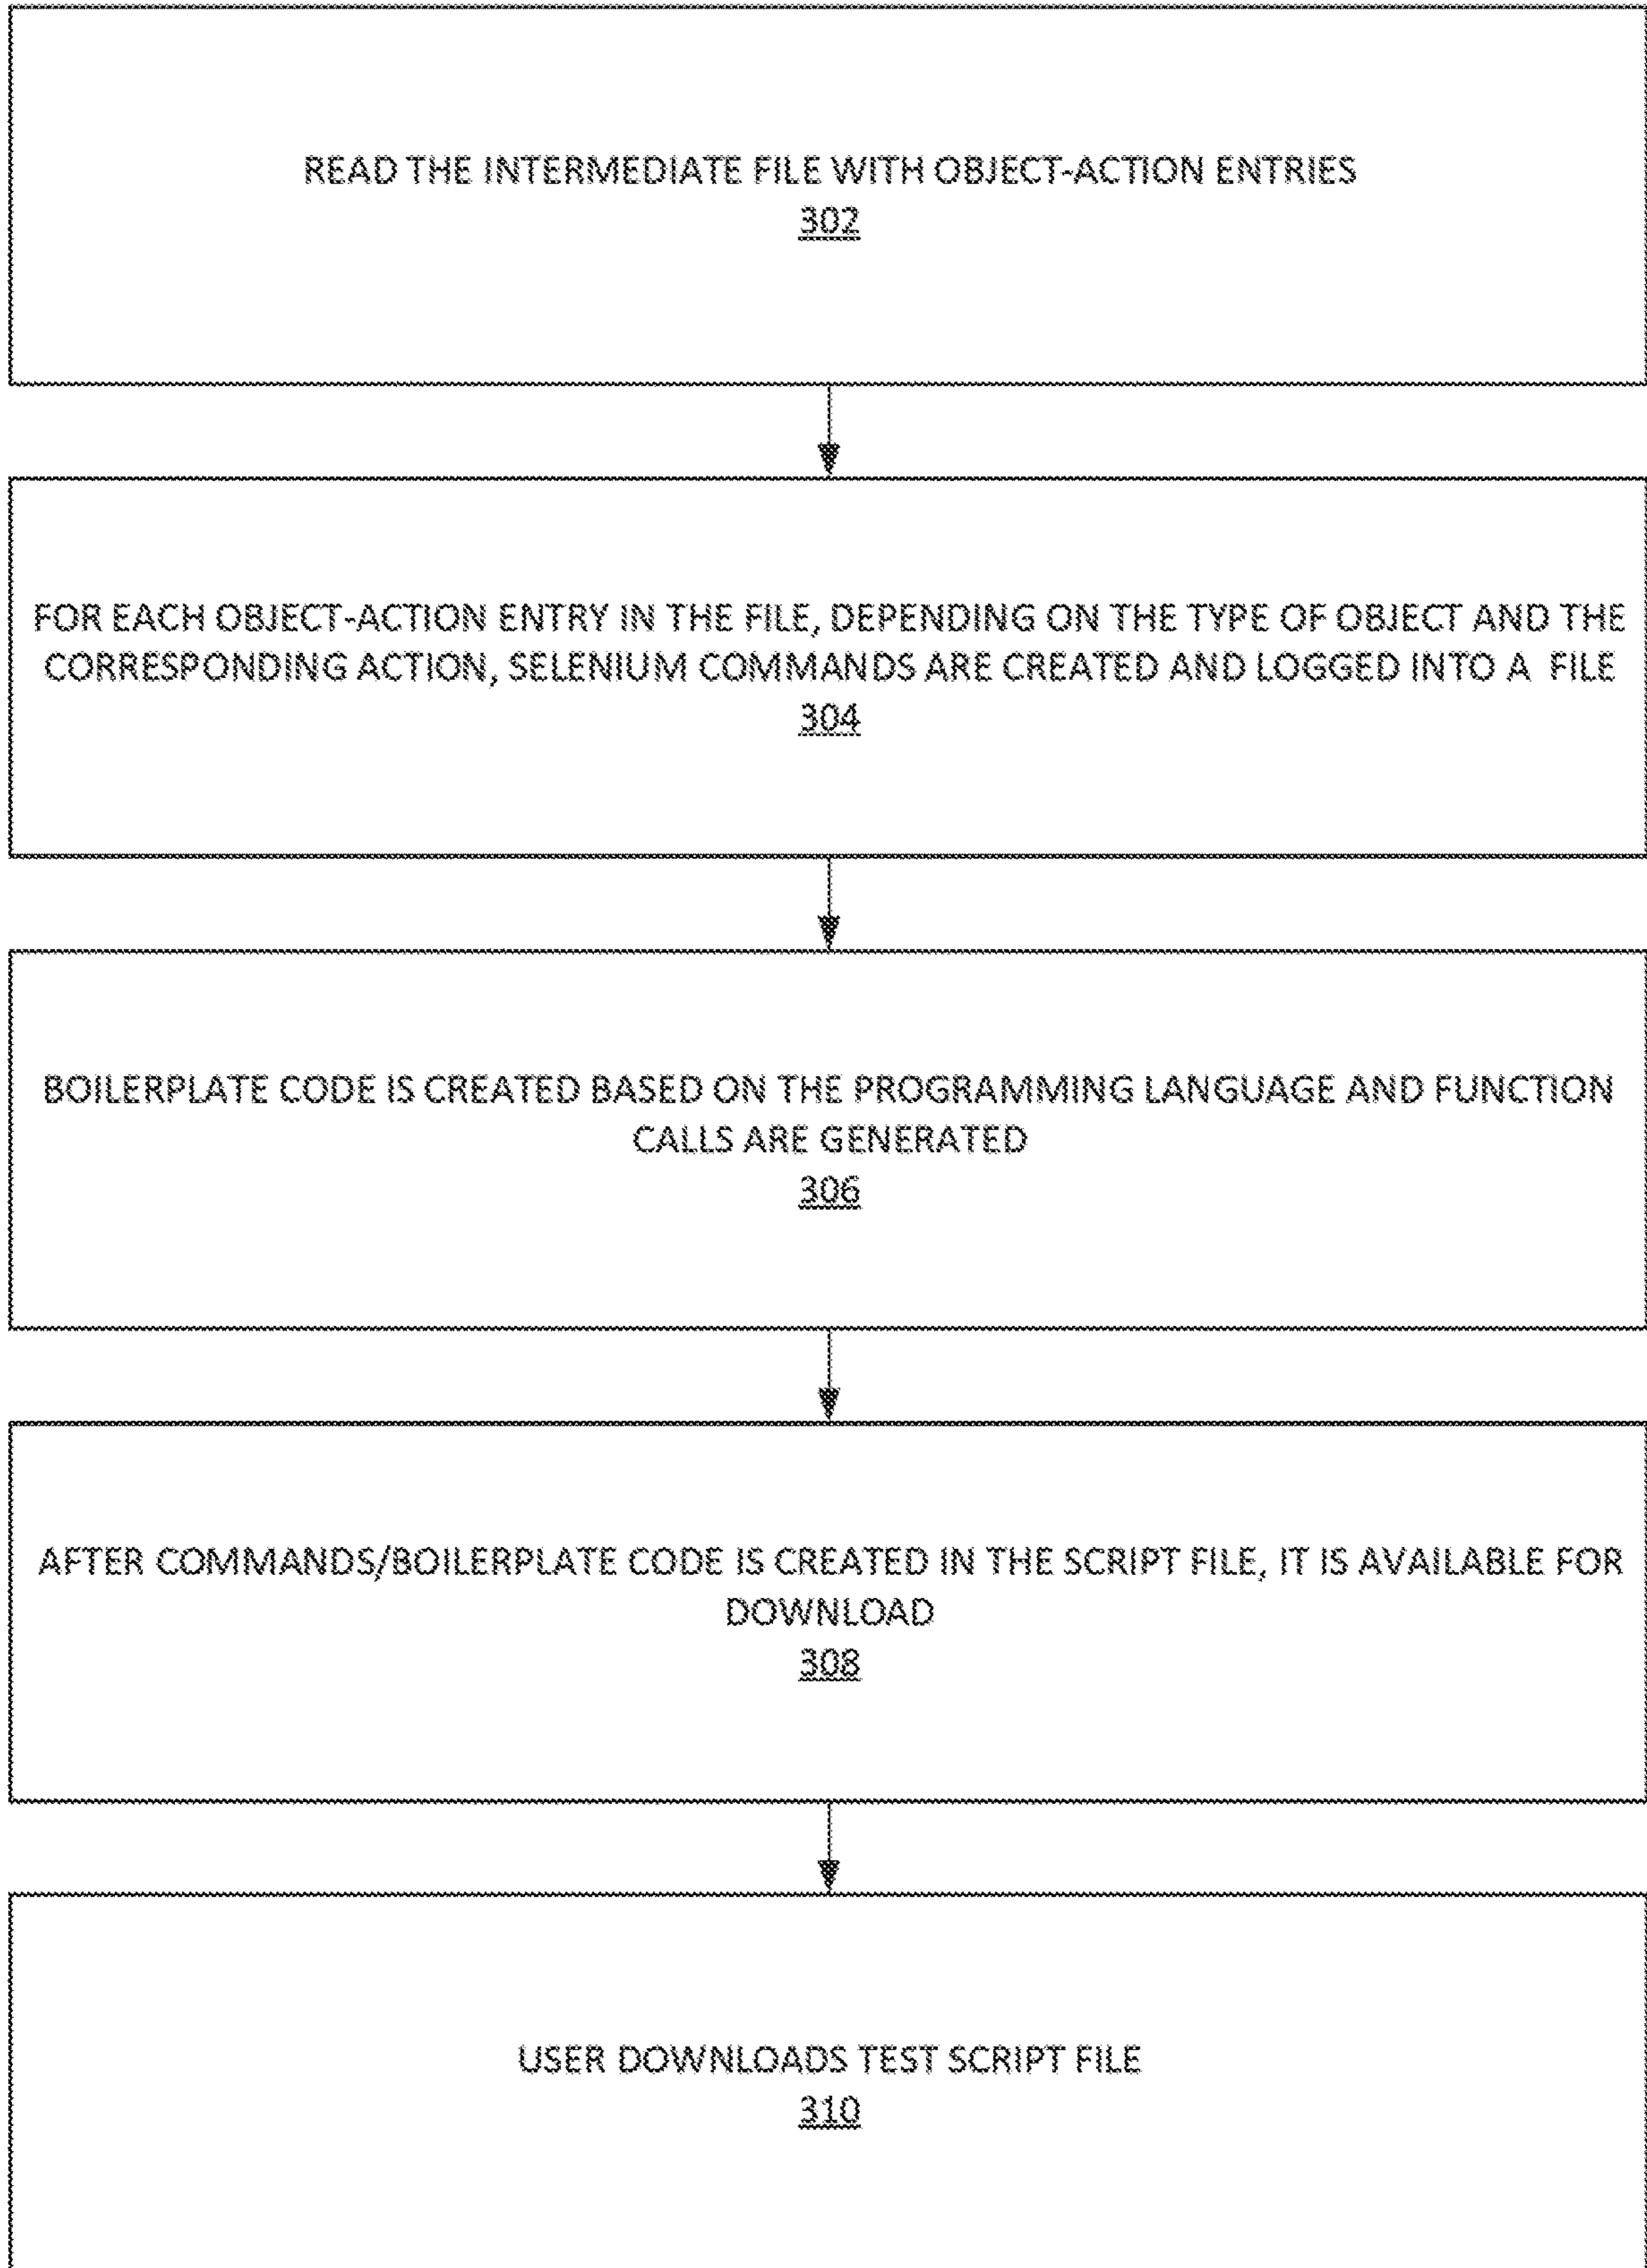 READ THE INTERMEDIATE FILE WITH OBJECT-ACTION ENTRIES
302
FOR EACH OBJECT-ACTION ENTRY IN THE FILE, DEPENDING ON THE TYPE OF OBJECT AND THE
CORRESPONDING ACTION, SELENIUM COMMANDS ARE CREATED AND LOGGED INTO A FILE
304
BOILERPLATE CODE IS CREATED BASED ON THE PROGRAMMING LANGUAGE AND FUNCTION
CALLS ARE GENERATED
306
AFTER COMMANDS/BOILERPLATE CODE IS CREATED IN THE SCRIPT FILE, IT IS AVAILABLE FOR
DOWNLOAD
308
USER DOWNLOADS TEST SCRIPT FILE
310